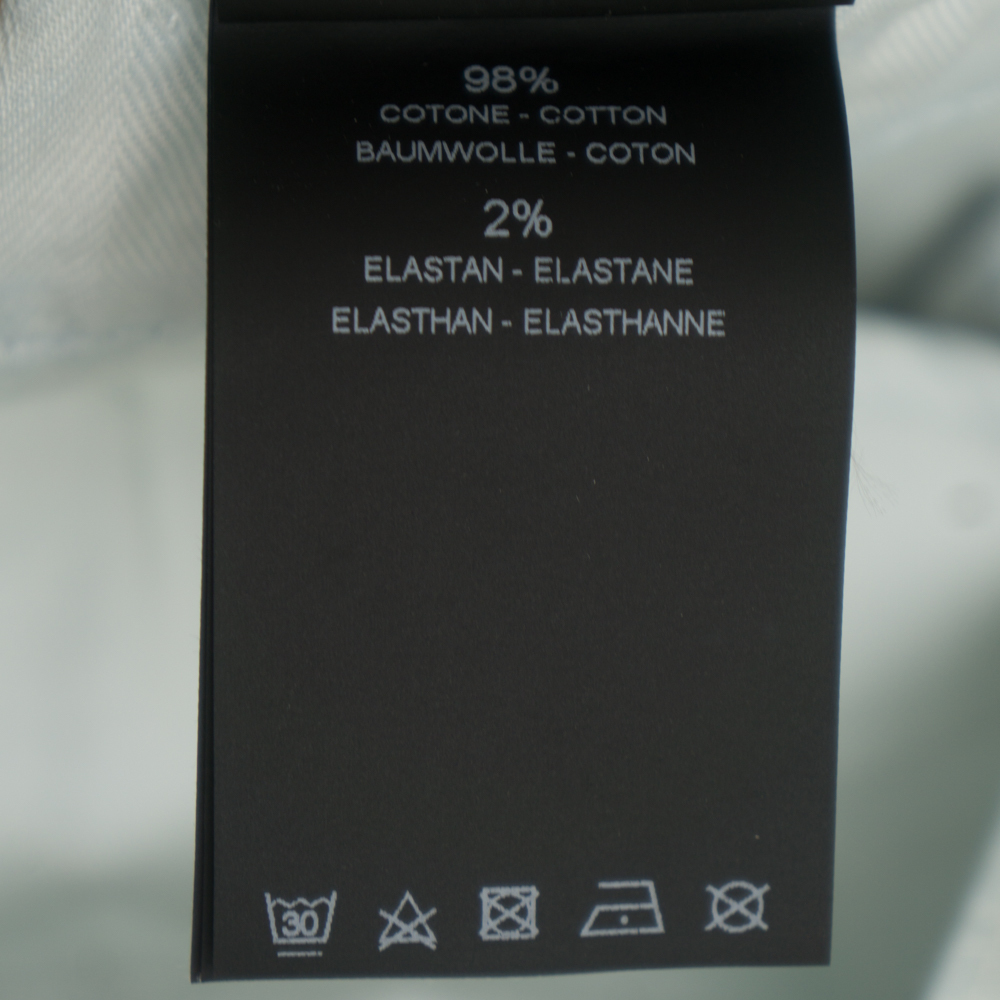 98%
COTONE - COTTON
BAUMWOLLE - COTON
2%
ELASTAN - ELASTANE
ELASTHAN - ELASTHANNE
30